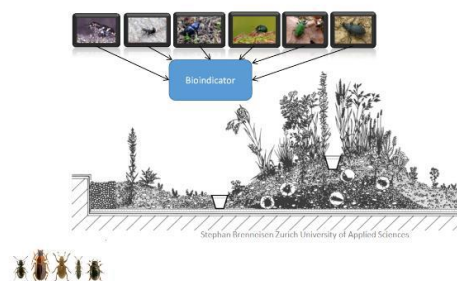 Bioindicator
Stephan Brenneisen Zurich University of Applied Sciences